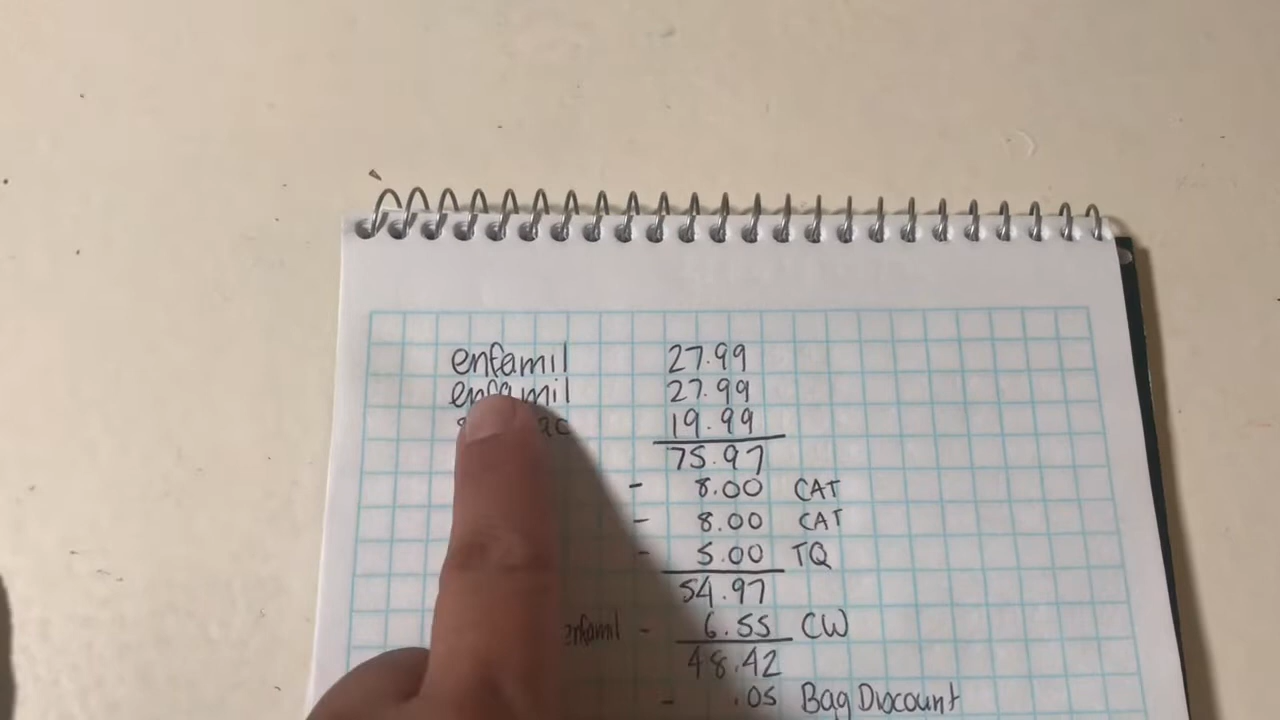 enfamil 27.99
enfamil 27.99
19.99
75.97
- 8.00 CAT
- 8.00 CAT
- 5.00 TQ
54.97
enfamil - 6.55 CW
48.42
- .05 Bag Discount